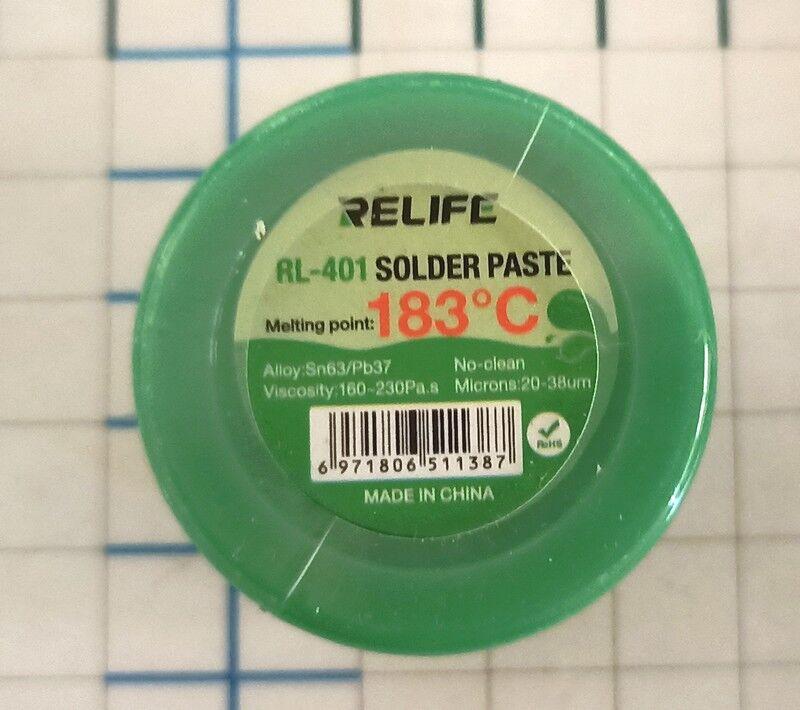 RELIFE
RL-401 SOLDER PASTE
Melting point: 183°C
Alloy:Sn63/Pb37 No-clean
Viscosity:160~230Pa.s Microns:20-38um
6 971806 511387
RoHS
MADE IN CHINA